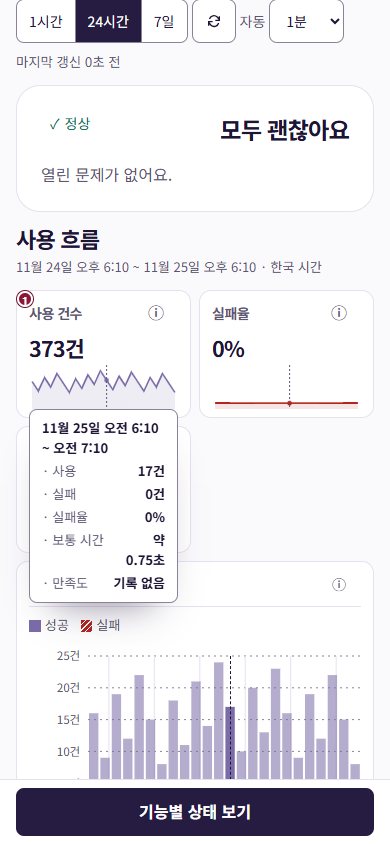 1시간 24시간 7일 자동 1분
마지막 갱신 0초 전
✓ 정상 모두 괜찮아요
열린 문제가 없어요.
사용 흐름
11월 24일 오후 6:10 ~ 11월 25일 오후 6:10 · 한국 시간
1
사용 건수 ⓘ 실패율 ⓘ
373건 0%
11월 25일 오전 6:10
~ 오전 7:10
· 사용 17건
· 실패 0건
· 실패율 0%
· 보통 시간 약
0.75초
· 만족도 기록 없음
ⓘ
성공 실패
25건
20건
15건
10건
기능별 상태 보기